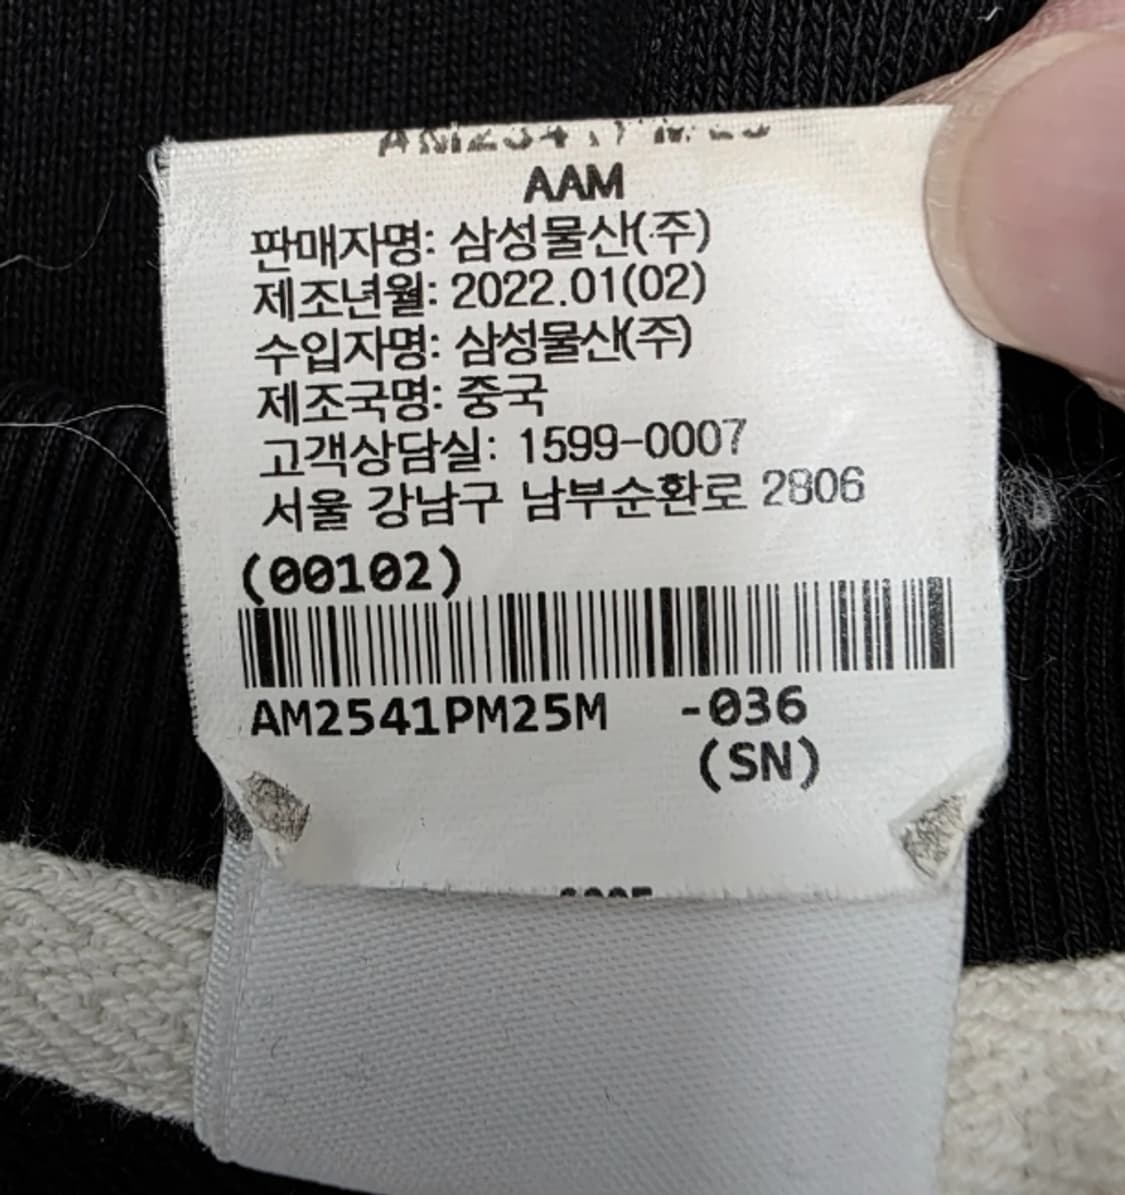 AAM
판매자명: 삼성물산(주)
제조년월: 2022.01(02)
수입자명: 삼성물산(주)
제조국명: 중국
고객상담실: 1599-0007
서울 강남구 남부순환로 2806
(00102)
AM2541PM25M -036
(SN)